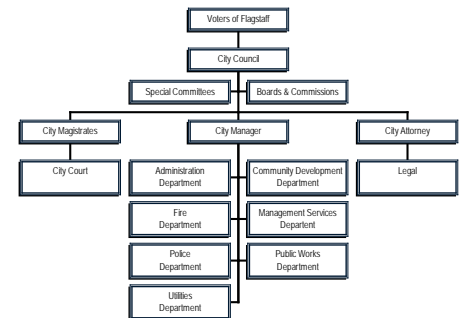 Voters of Flagstaff
City Council
Special Committees
Boards & Commissions
City Magistrates
City Manager
City Attorney
City Court
Administration
Department
Community Development
Department
Legal
Fire
Department
Management Services
Departent
Police
Department
Public Works
Department
Utilities
Department